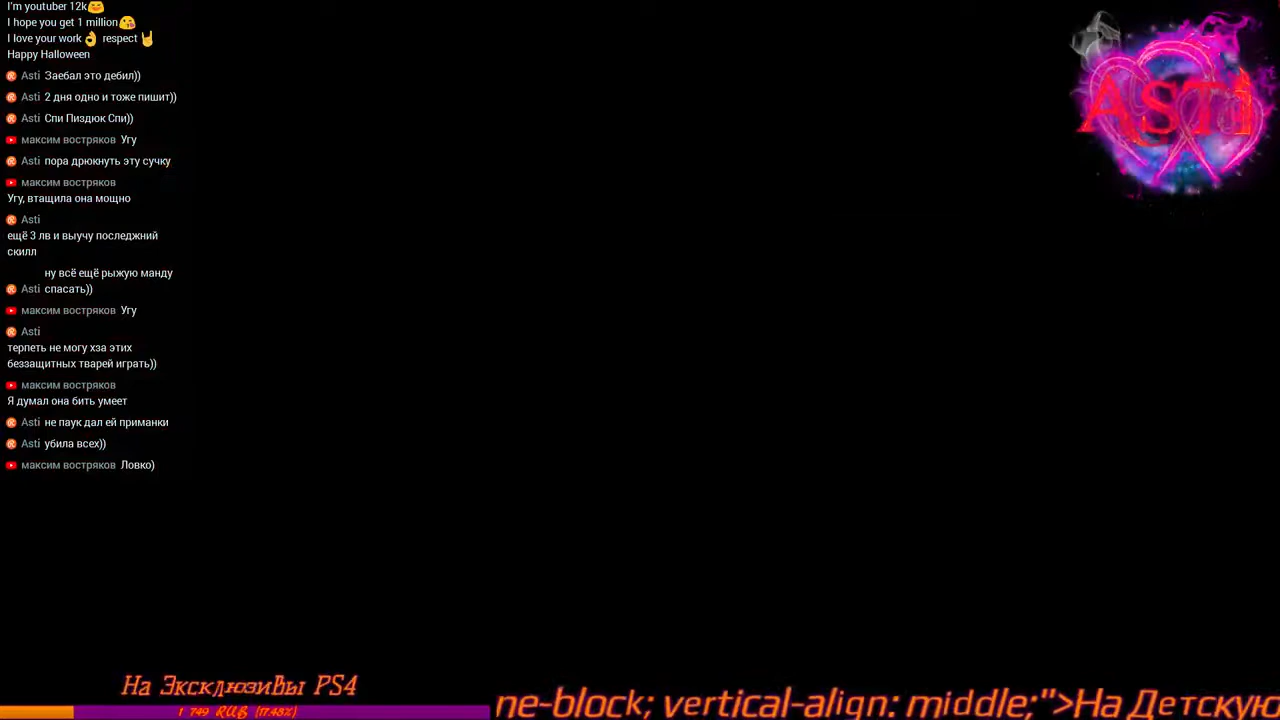 I'm youtuber 12k😊
I hope you get 1 million😘
I love your work👌 respect🤘
Happy Halloween
Asti Заебал это дебил))
Asti 2 дня одно и тоже пишит))
Asti Спи Пиздюк Спи))
максим востряков Угу
Asti пора дрюкнуть эту сучку
максим востряков
Угу, втащила она мощно
Asti
ещё 3 лв и выучу последжний
скилл
ну всё ещё рыжую манду
Asti спасать))
максим востряков Угу
Asti
терпеть не могу хза этих
беззащитных тварей играть))
максим востряков
Я думал она бить умеет
Asti не паук дал ей приманки
Asti убила всех))
максим востряков Ловко)
Asti
На Эксклюзивы PS4
1 749 RUB (17.48%)
ne-block; vertical-align: middle;">На Детскую